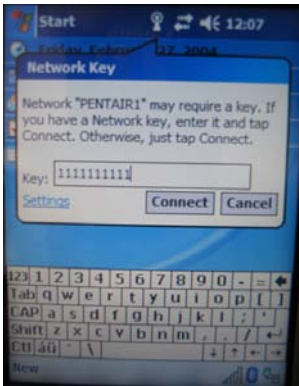 Start 12:07
Friday, February 27, 2004
Network Key
Network "PENTAIR1" may require a key. If
you have a Network key, enter it and tap
Connect. Otherwise, just tap Connect.
Key: 1111111111
Settings Connect Cancel
123 1 2 3 4 5 6 7 8 9 0 - =
Tab q w e r t y u i o p [ ]
CAP a s d f g h j k l ; '
Shift z x c v b n m , . /
Ctl áü ` \
New